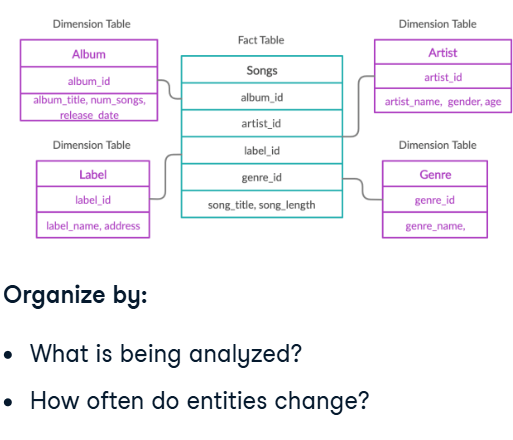 Dimension Table
Album
album_id
album_title, num_songs,
release_date
Fact Table
Songs
album_id
artist_id
label_id
genre_id
song_title, song_length
Dimension Table
Artist
artist_id
artist_name, gender, age
Dimension Table
Label
label_id
label_name, address
Dimension Table
Genre
genre_id
genre_name,
Organize by:
• What is being analyzed?
• How often do entities change?